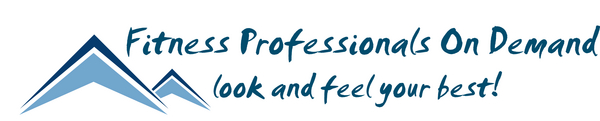 Fitness Professionals On Demand
look and feel your best!